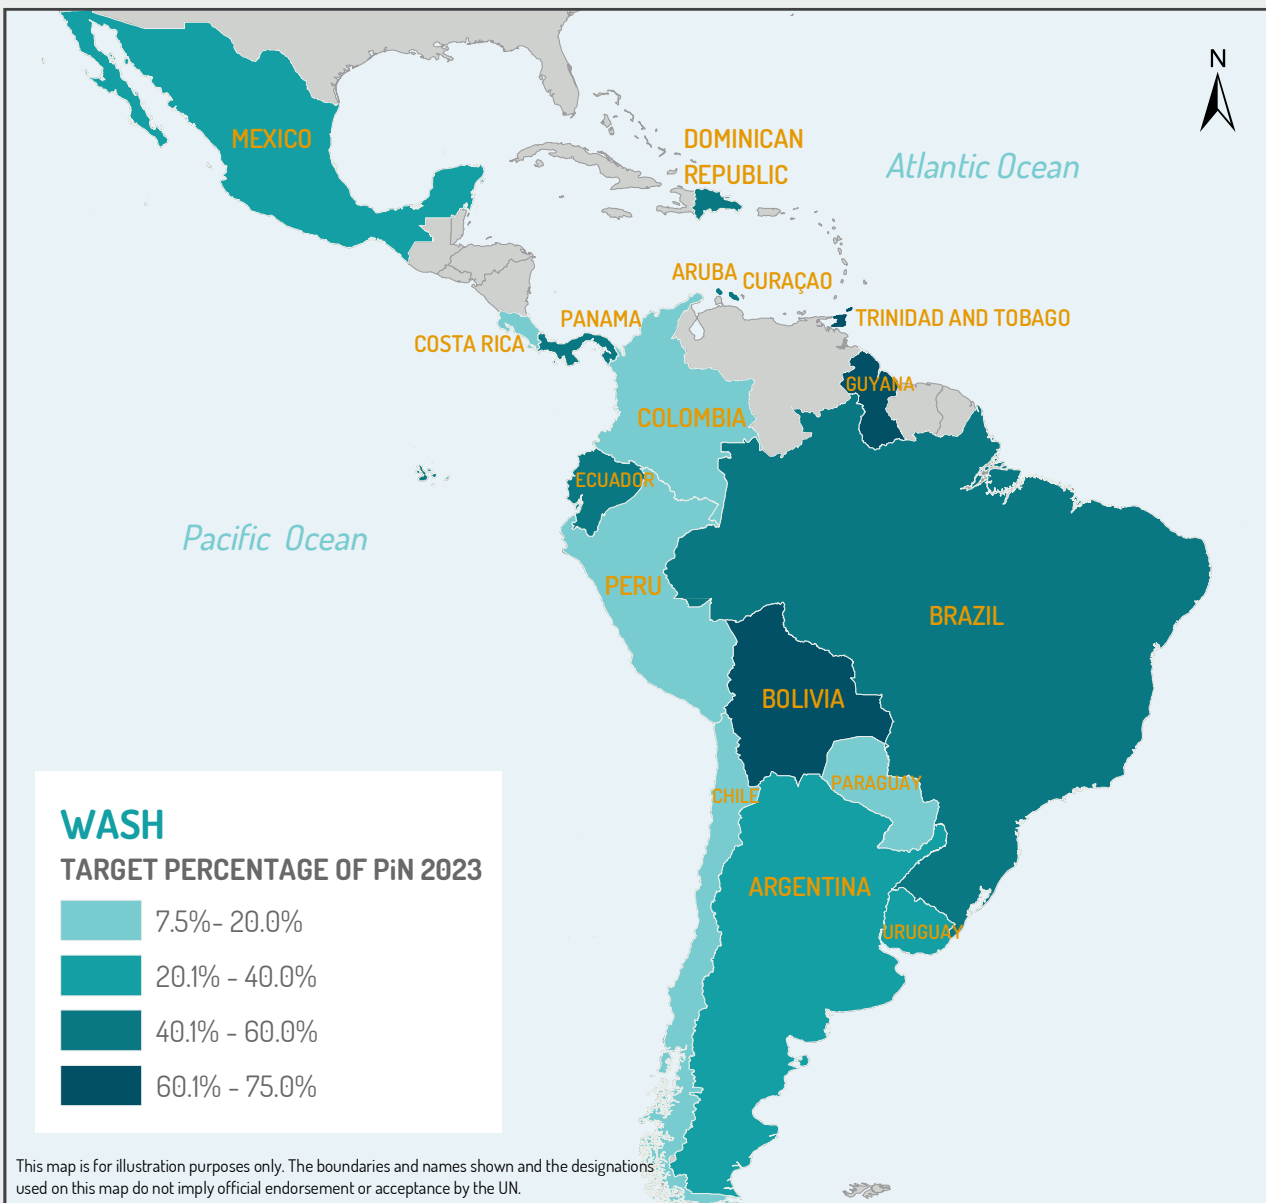 N
MEXICO
DOMINICAN
REPUBLIC
Atlantic Ocean
ARUBA
CURAÇAO
PANAMA
TRINIDAD AND TOBAGO
COSTA RICA
GUYANA
COLOMBIA
ECUADOR
Pacific Ocean
PERU
BRAZIL
BOLIVIA
PARAGUAY
CHILE
ARGENTINA
URUGUAY
WASH
TARGET PERCENTAGE OF PiN 2023
7.5%- 20.0%
20.1% - 40.0%
40.1% - 60.0%
60.1% - 75.0%
This map is for illustration purposes only. The boundaries and names shown and the designations
used on this map do not imply official endorsement or acceptance by the UN.